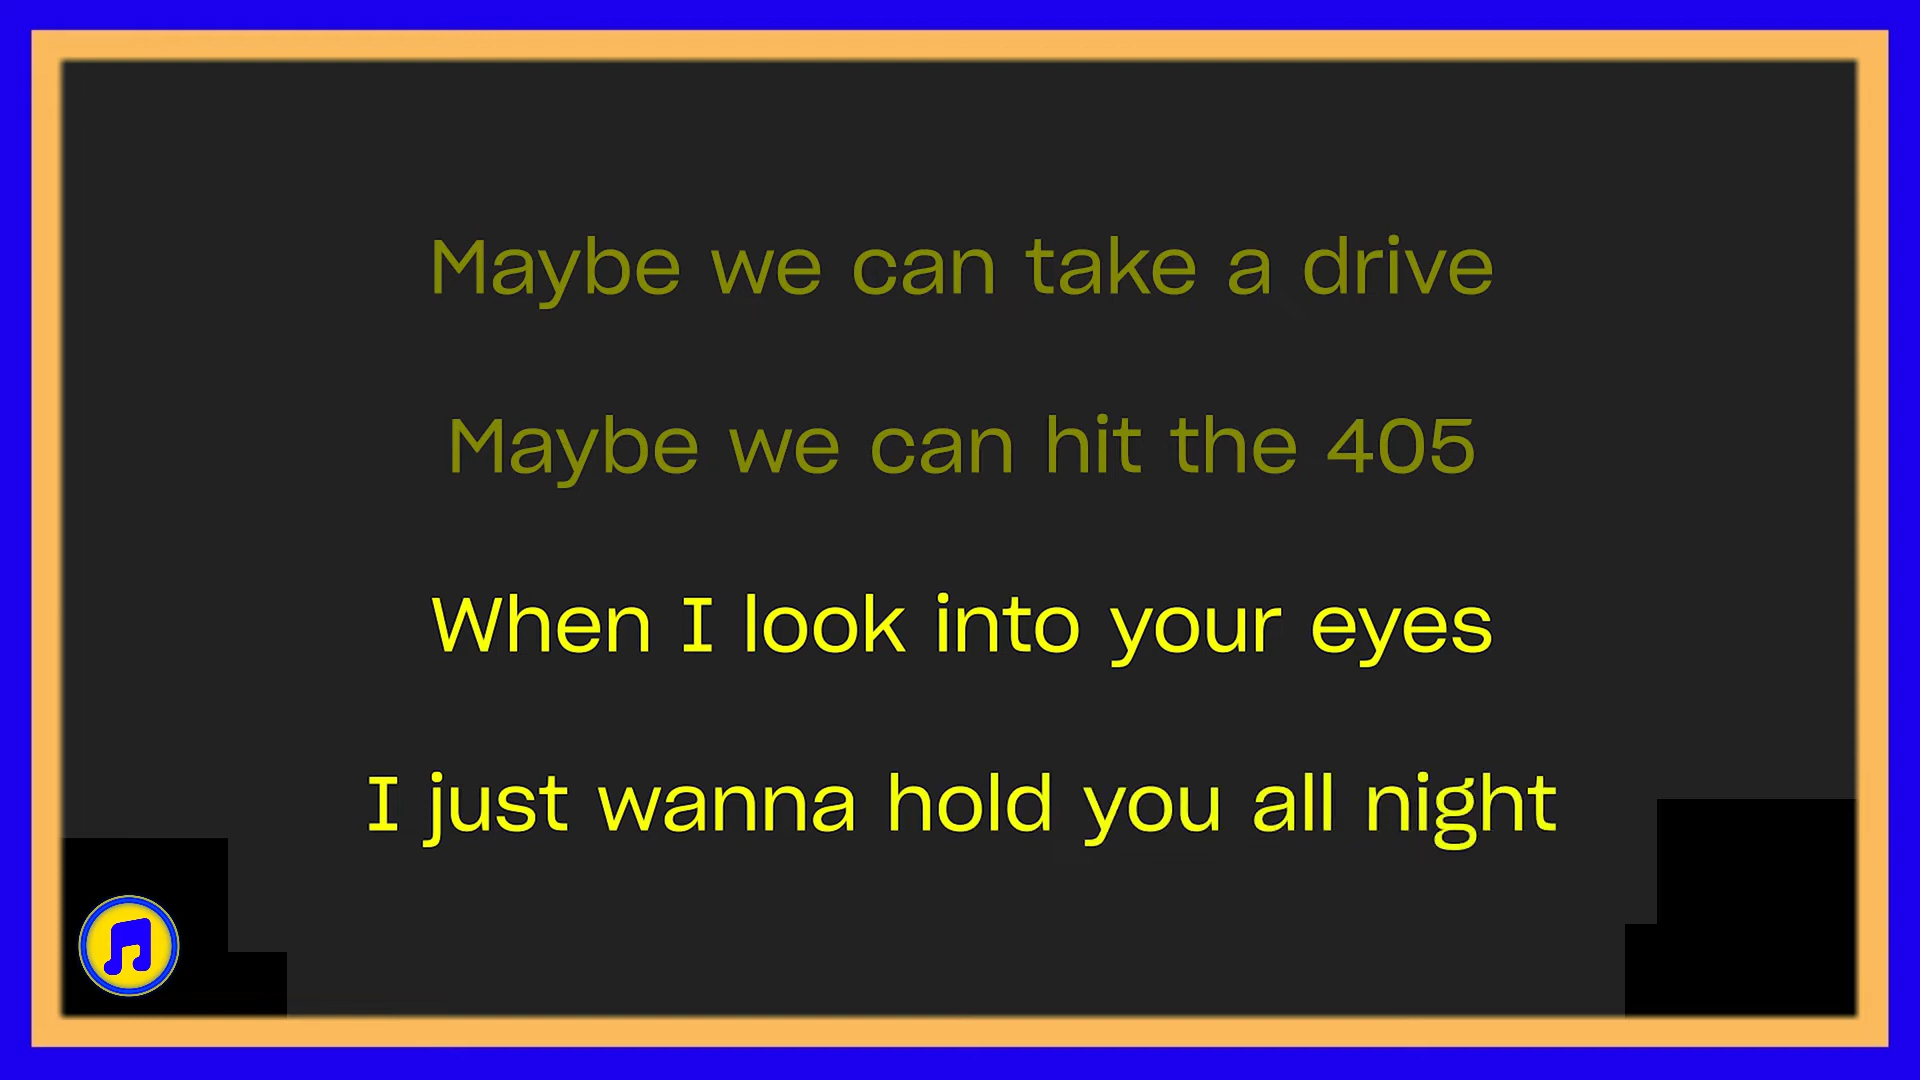 Maybe we can take a drive
Maybe we can hit the 405
When I look into your eyes
I just wanna hold you all night